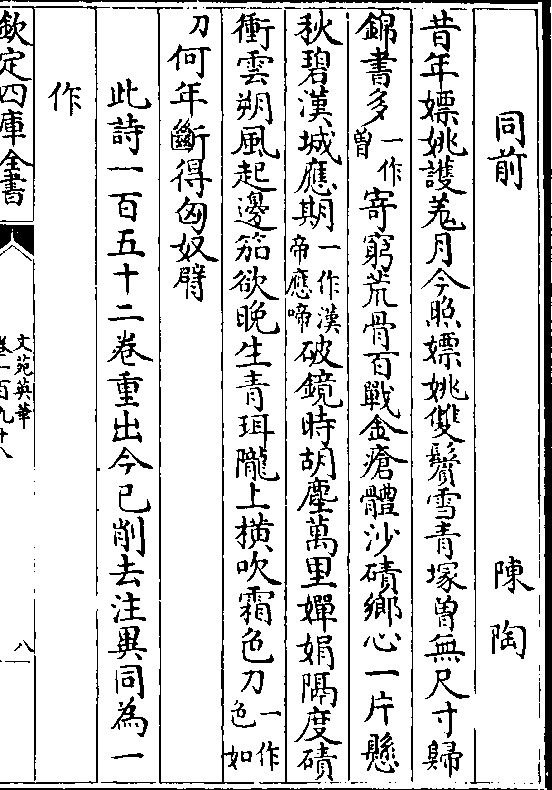 同前　陳陶
昔年嫖姚護羗月今照嫖姚雙鬢雪青塚曾無尺寸歸
錦書多一作曽寄窮荒骨百戰金瘡體沙磧鄉心一片懸
秋碧漢城應期一作漢帝應啼破鏡時胡塵萬里嬋娟隔度磧
衝雲朔風起邊笳欲晚生青珥隴上橫吹霜色刀一作色如
刀何年斷得匈奴臂
此詩一百五十二卷重出今已削去注異同為一
作
欽定四庫全書
文苑英華
卷一百九十八
八